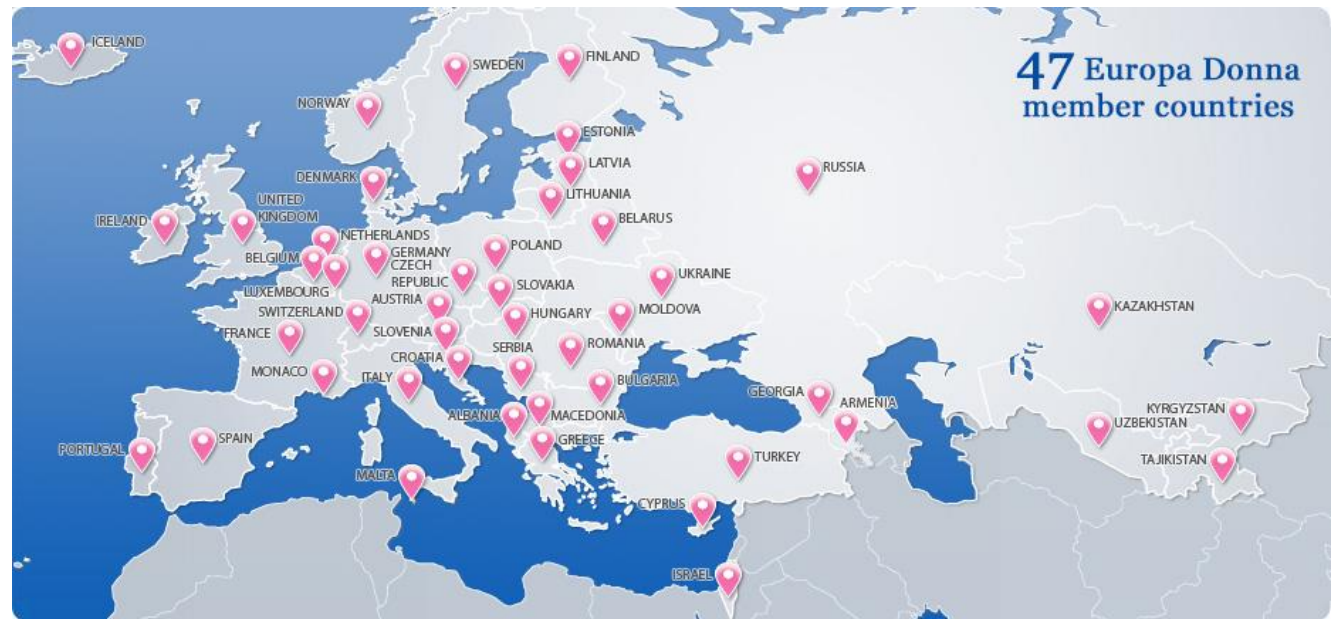 47 Europa Donna
member countries
ICELAND
SWEDEN
FINLAND
NORWAY
ESTONIA
LATVIA
RUSSIA
DENMARK
LITHUANIA
UNITED
KINGDOM
IRELAND
BELARUS
NETHERLANDS
POLAND
GERMANY
BELGIUM
CZECH
REPUBLIC
UKRAINE
SLOVAKIA
LUXEMBOURG
AUSTRIA
SWITZERLAND
HUNGARY
MOLDOVA
KAZAKHSTAN
FRANCE
SLOVENIA
ROMANIA
SERBIA
CROATIA
MONACO
ITALY
BULGARIA
GEORGIA
ARMENIA
ALBANIA
MACEDONIA
KYRGYZSTAN
UZBEKISTAN
SPAIN
GREECE
PORTUGAL
TURKEY
TAJIKISTAN
MALTA
CYPRUS
ISRAEL